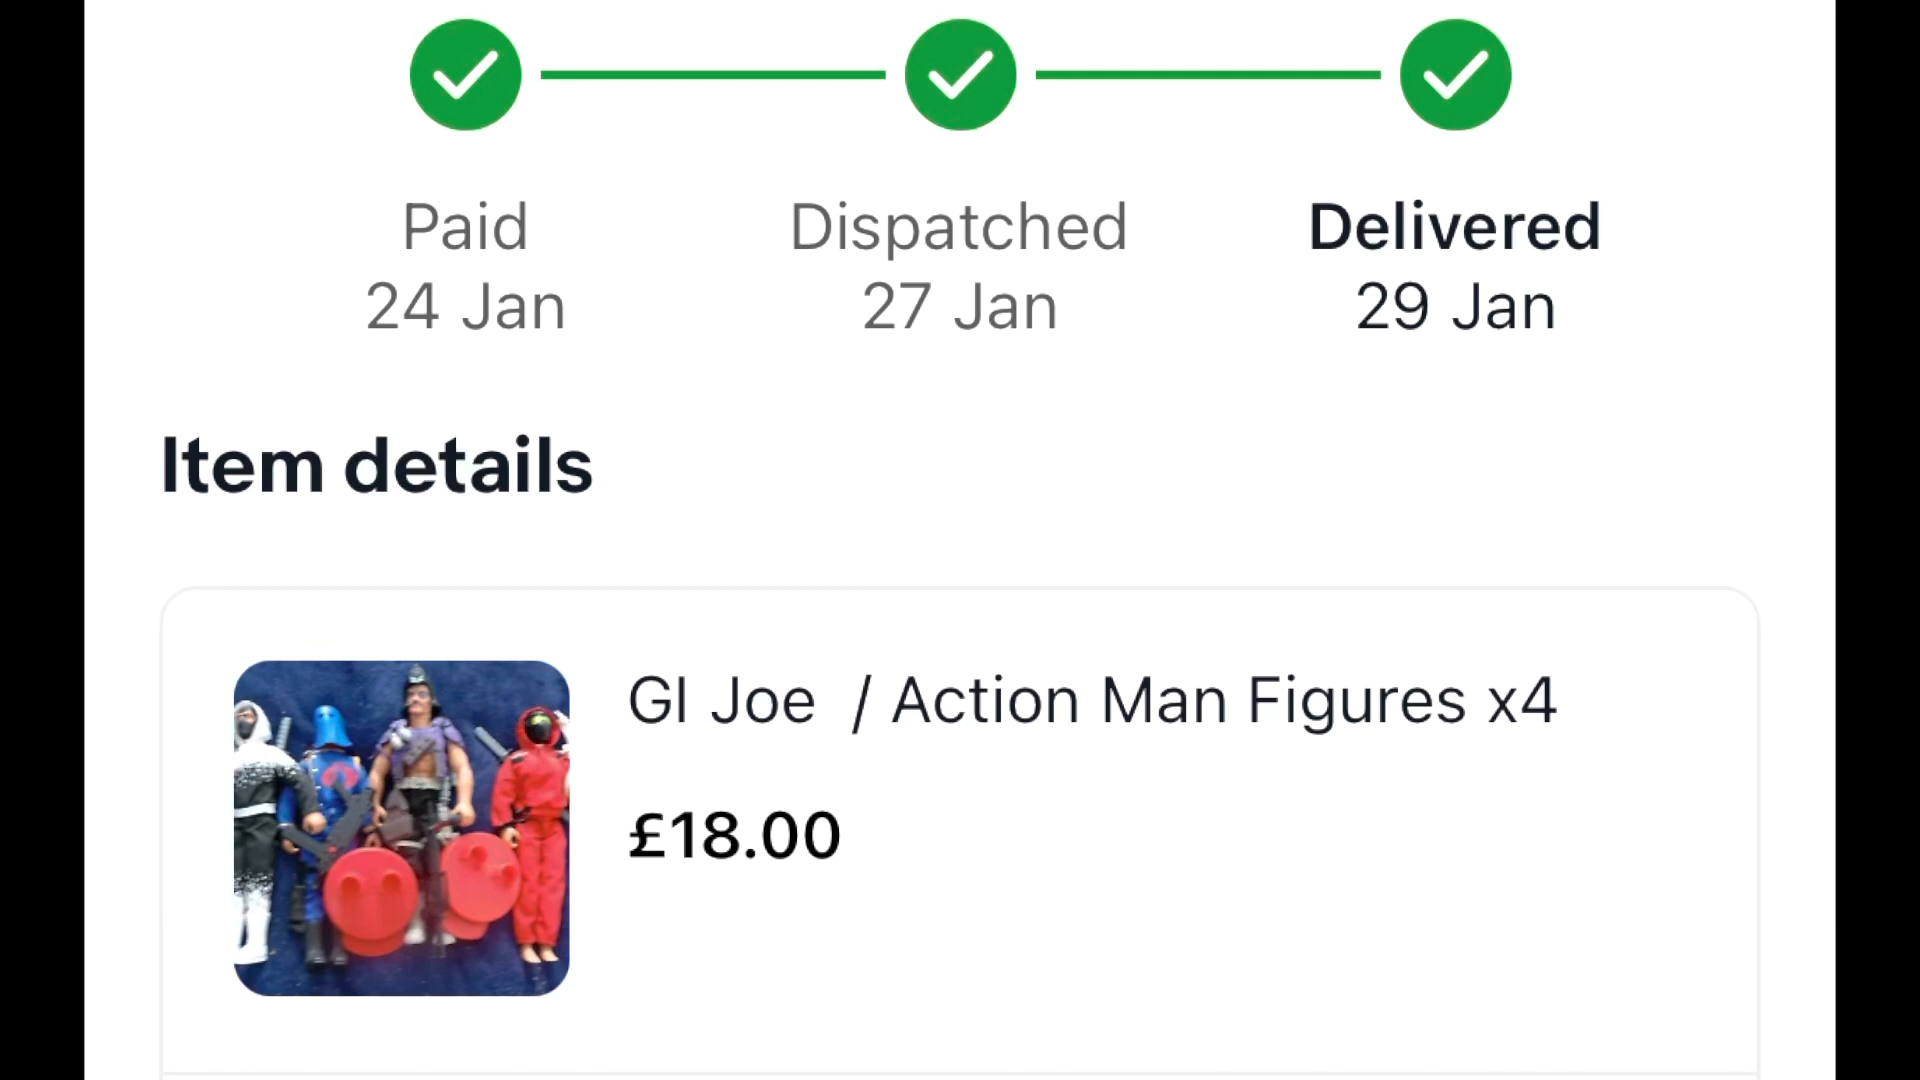 Paid
Dispatched
Delivered
24 Jan
27 Jan
29 Jan
Item details
GI Joe  / Action Man Figures x4
£18.00